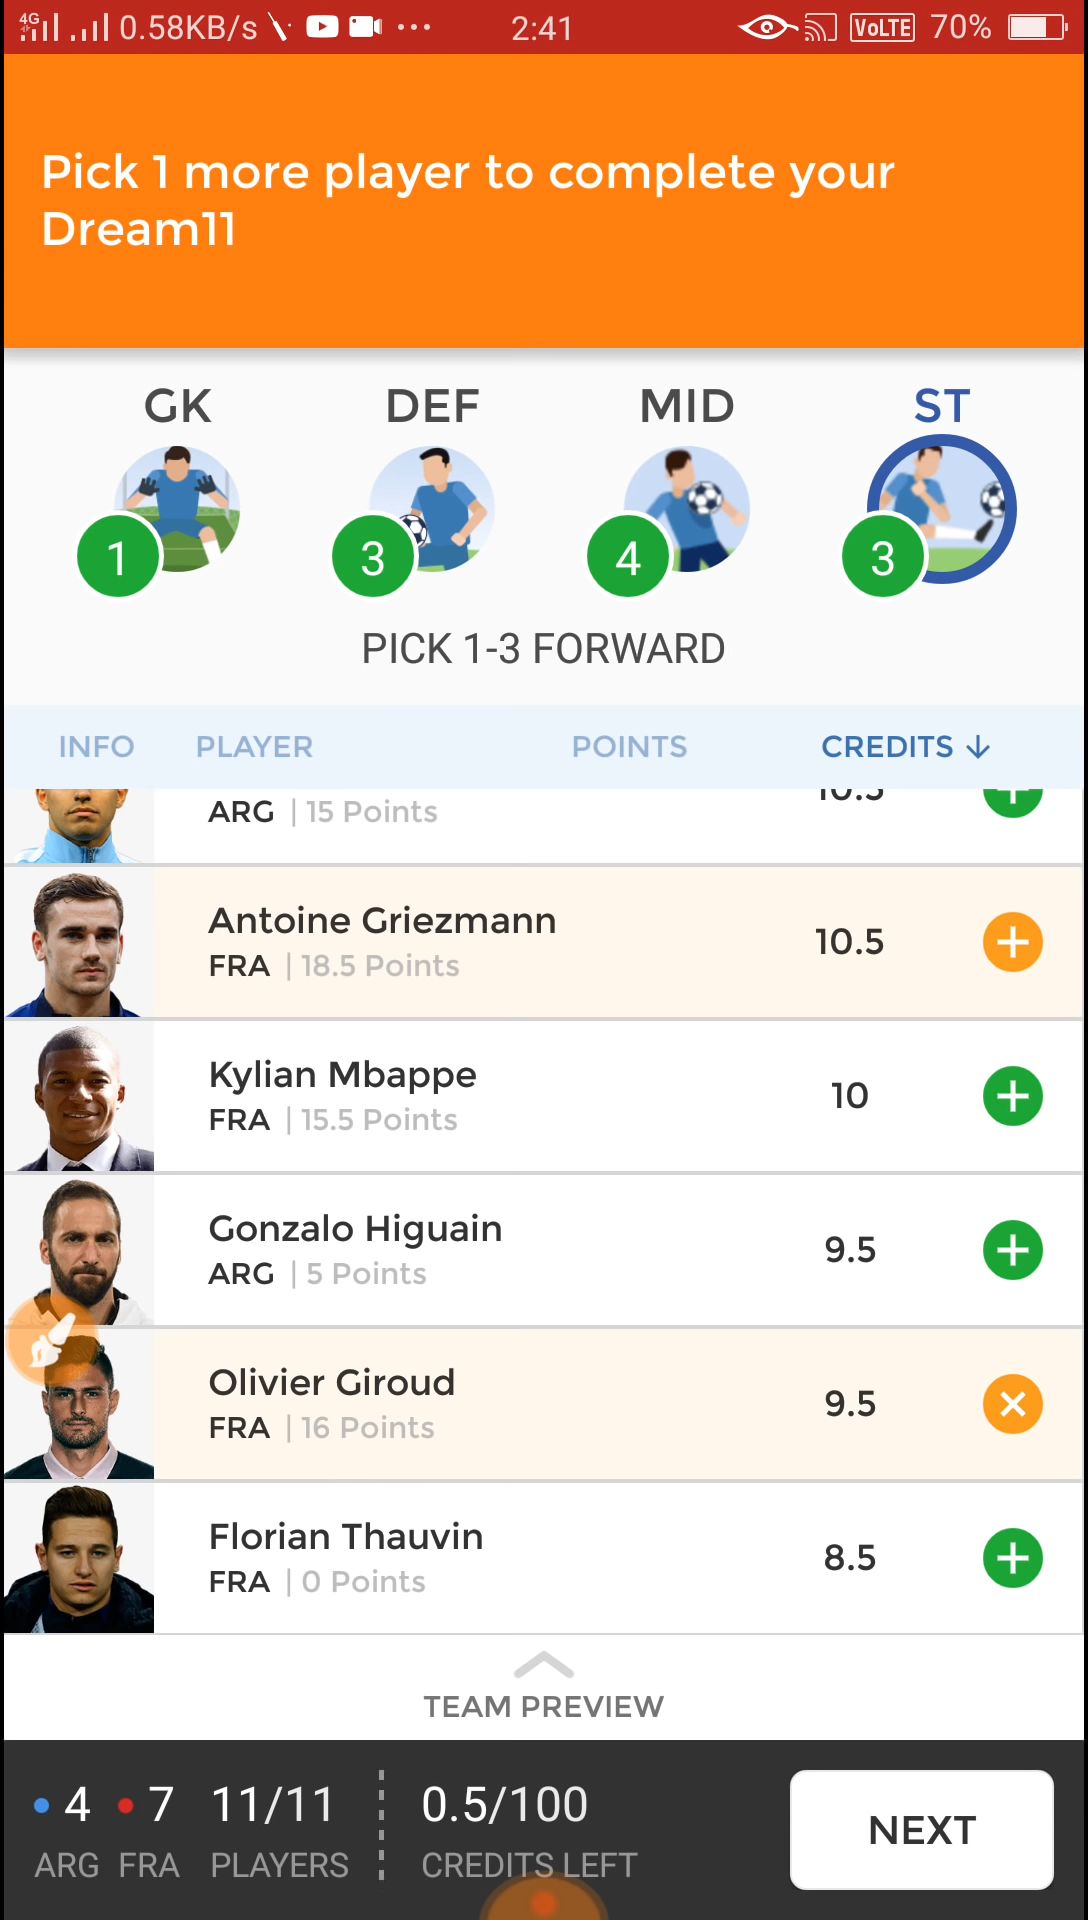 4G 0.58KB/s 2:41 VoLTE 70%
Pick 1 more player to complete your
Dream11
GK DEF MID ST
1 3 4 3
PICK 1-3 FORWARD
INFO PLAYER POINTS CREDITS ↓
ARG | 15 Points 10.5
Antoine Griezmann
FRA | 18.5 Points 10.5
Kylian Mbappe
FRA | 15.5 Points 10
Gonzalo Higuain
ARG | 5 Points 9.5
Olivier Giroud
FRA | 16 Points 9.5
Florian Thauvin
FRA | 0 Points 8.5
TEAM PREVIEW
4 7 11/11 0.5/100
ARG FRA PLAYERS CREDITS LEFT
NEXT